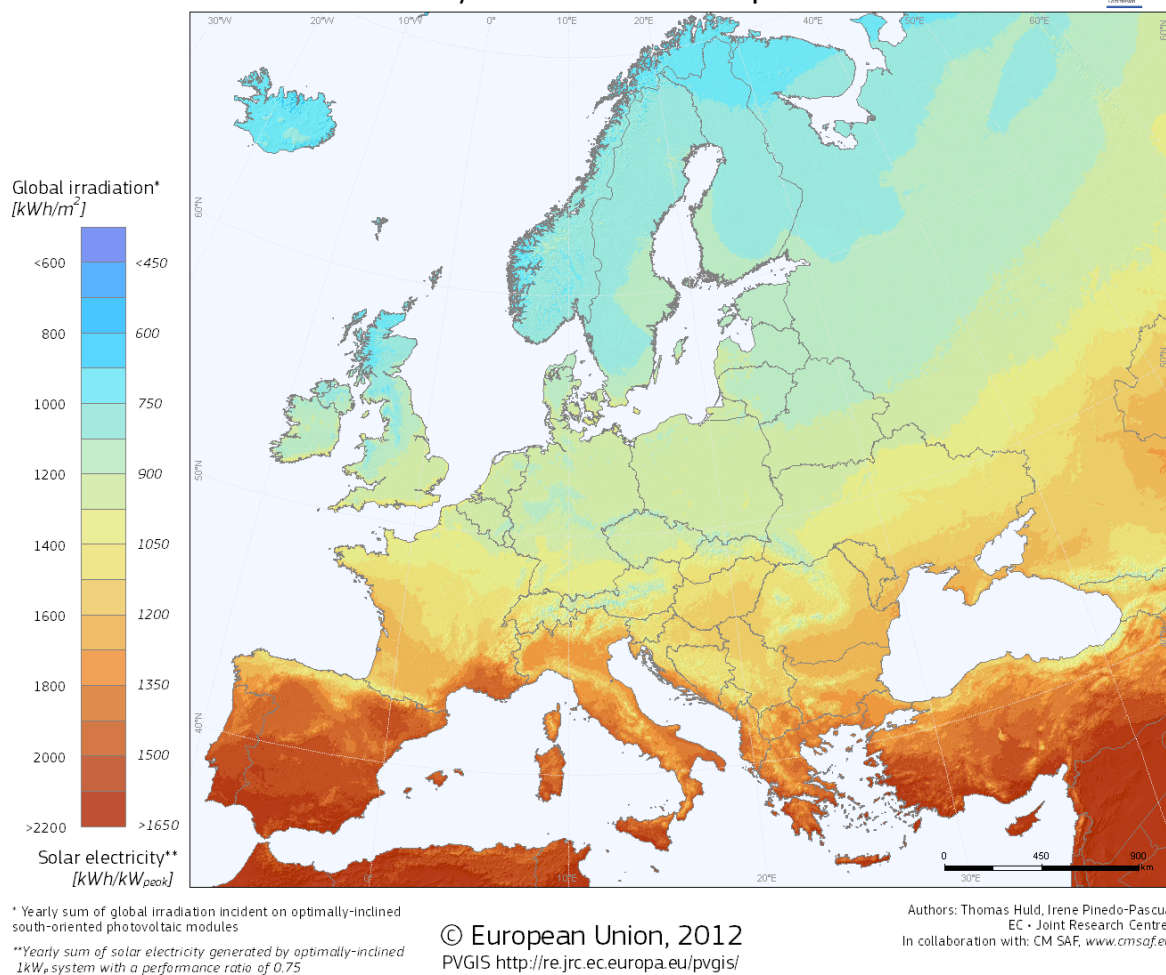 30°W
20°W
10°W
0°
10°E
20°E
30°E
40°E
50°E
60°E
60°N
50°N
40°N
Global irradiation*
[kWh/m2]
<600 <450
800 600
1000 750
1200 900
1400 1050
1600 1200
1800 1350
2000 1500
>2200 >1650
Solar electricity**
[kWh/kWpeak]
0°
10°E
20°E
30°E
0 450 900
km
* Yearly sum of global irradiation incident on optimally-inclined
south-oriented photovoltaic modules
**Yearly sum of solar electricity generated by optimally-inclined
1kWp system with a performance ratio of 0.75
© European Union, 2012
PVGIS http://re.jrc.ec.europa.eu/pvgis/
Authors: Thomas Huld, Irene Pinedo-Pascua
EC • Joint Research Centre
In collaboration with: CM SAF, www.cmsaf.eu